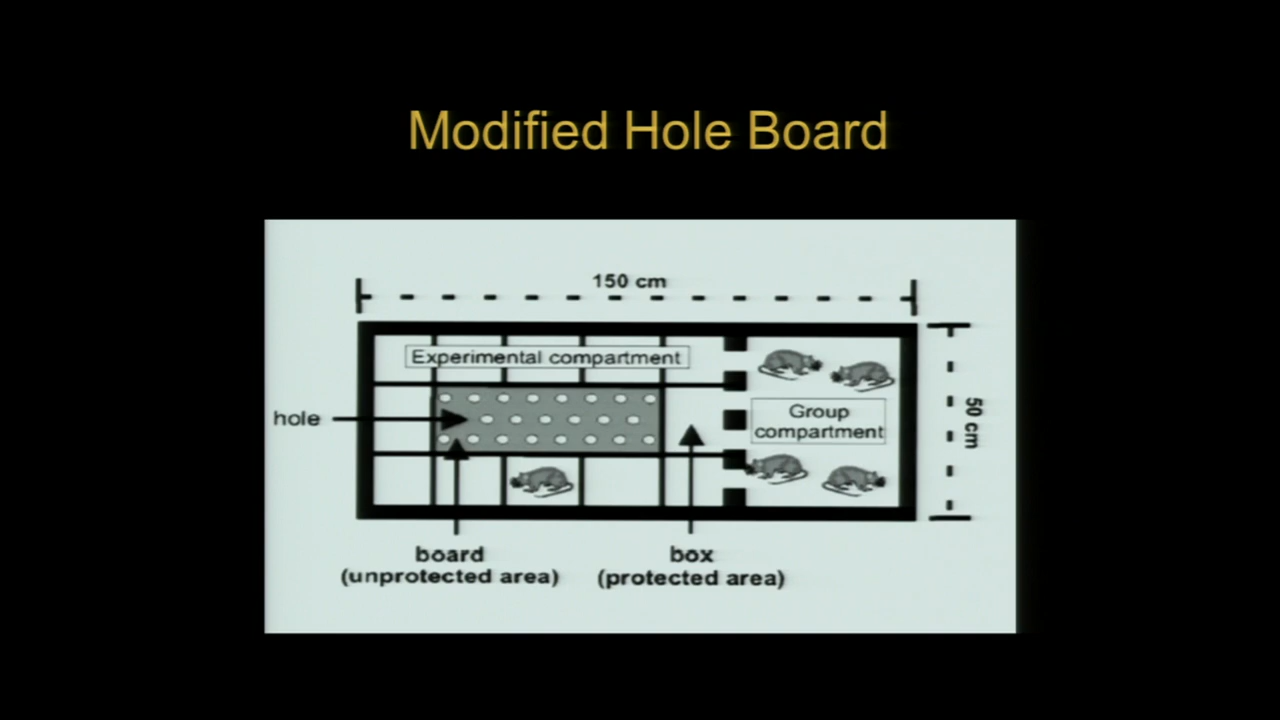 Modified Hole Board
150 cm
Experimental compartment
hole
Group
compartment
50 cm
board
(unprotected area)
box
(protected area)